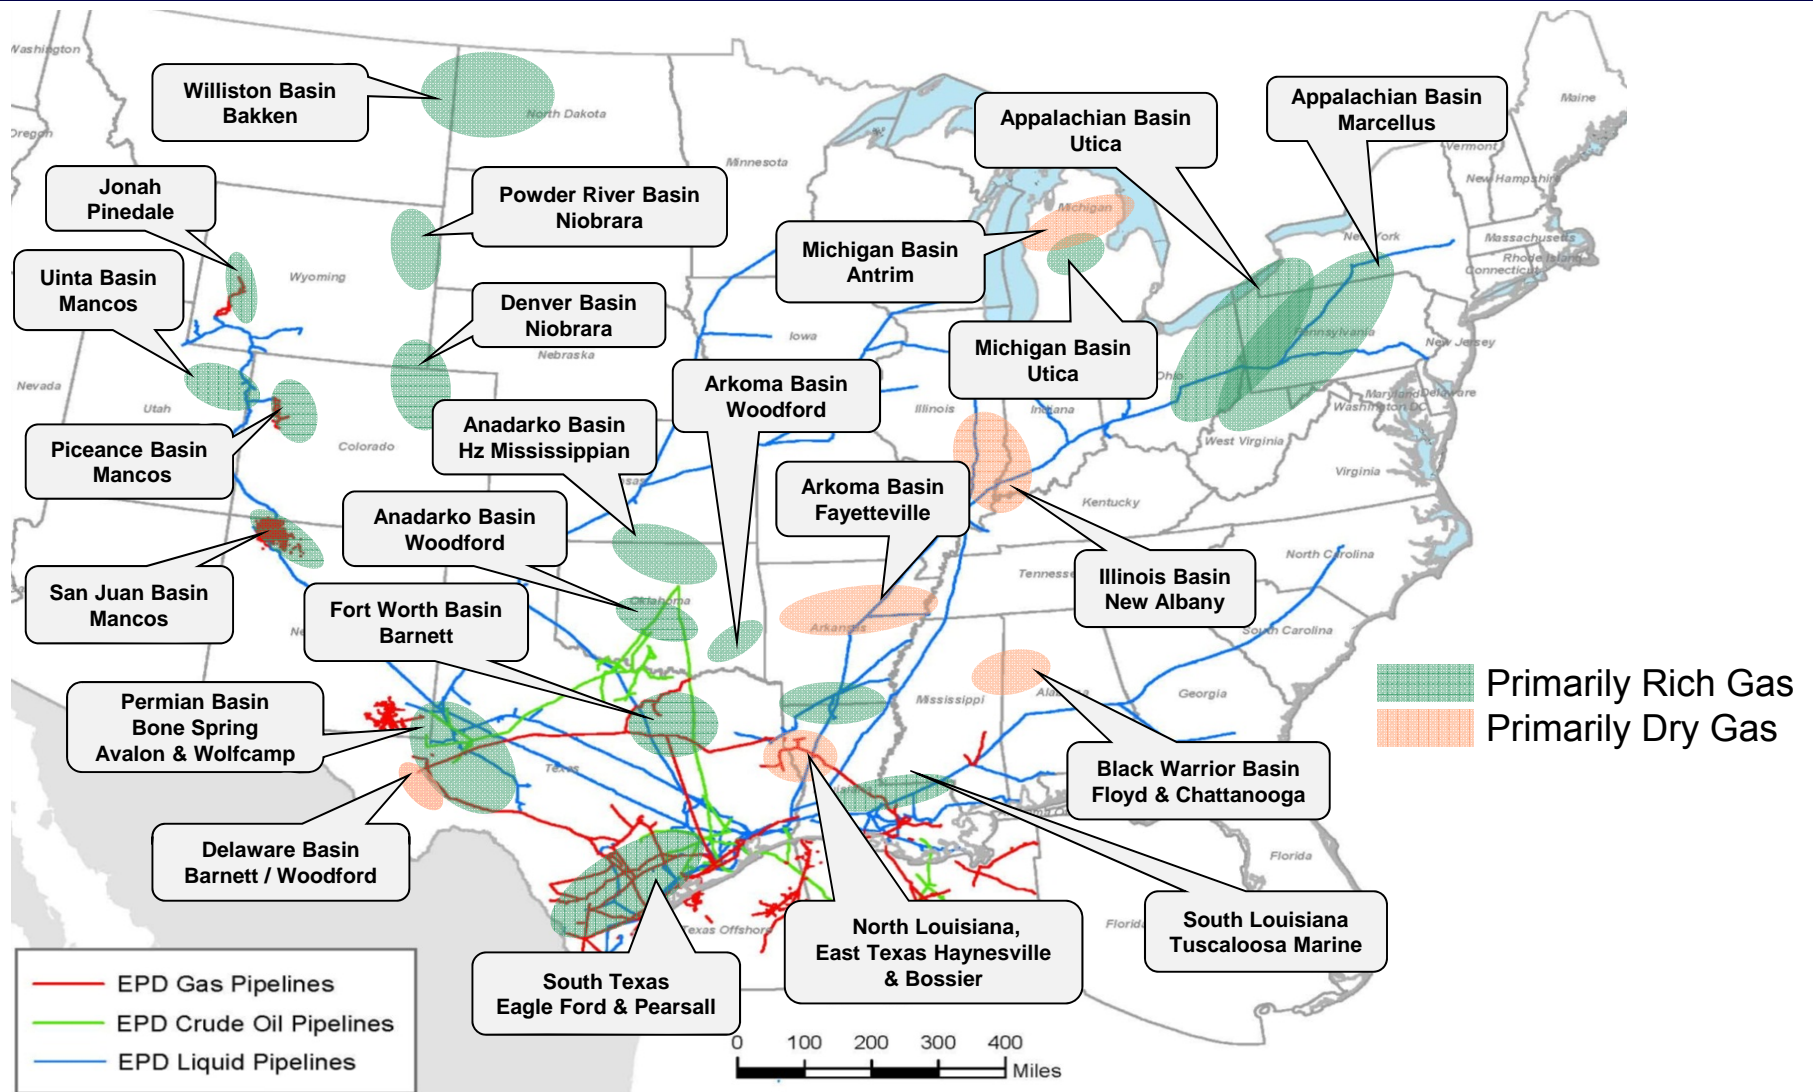 Washington
Oregon
Nevada
Utah
Wyoming
Colorado
North Dakota
Minnesota
Nebraska
Iowa
Illinois
Indiana
Michigan
Ohio
Kentucky
West Virginia
Virginia
Pennsylvania
New York
Vermont
New Hampshire
Maine
Massachusetts
Rhode Island
Connecticut
New Jersey
Maryland
Delaware
Washington DC
North Carolina
South Carolina
Georgia
Mississippi
Arkansas
Oklahoma
Texas
Florida
Texas Offshore
Williston Basin
Bakken
Jonah
Pinedale
Uinta Basin
Mancos
Powder River Basin
Niobrara
Denver Basin
Niobrara
Piceance Basin
Mancos
San Juan Basin
Mancos
Anadarko Basin
Hz Mississippian
Anadarko Basin
Woodford
Arkoma Basin
Woodford
Arkoma Basin
Fayetteville
Fort Worth Basin
Barnett
Permian Basin
Bone Spring
Avalon & Wolfcamp
Delaware Basin
Barnett / Woodford
South Texas
Eagle Ford & Pearsall
North Louisiana,
East Texas Haynesville
& Bossier
South Louisiana
Tuscaloosa Marine
Black Warrior Basin
Floyd & Chattanooga
Illinois Basin
New Albany
Michigan Basin
Antrim
Michigan Basin
Utica
Appalachian Basin
Utica
Appalachian Basin
Marcellus
Primarily Rich Gas
Primarily Dry Gas
EPD Gas Pipelines
EPD Crude Oil Pipelines
EPD Liquid Pipelines
0 100 200 300 400
Miles